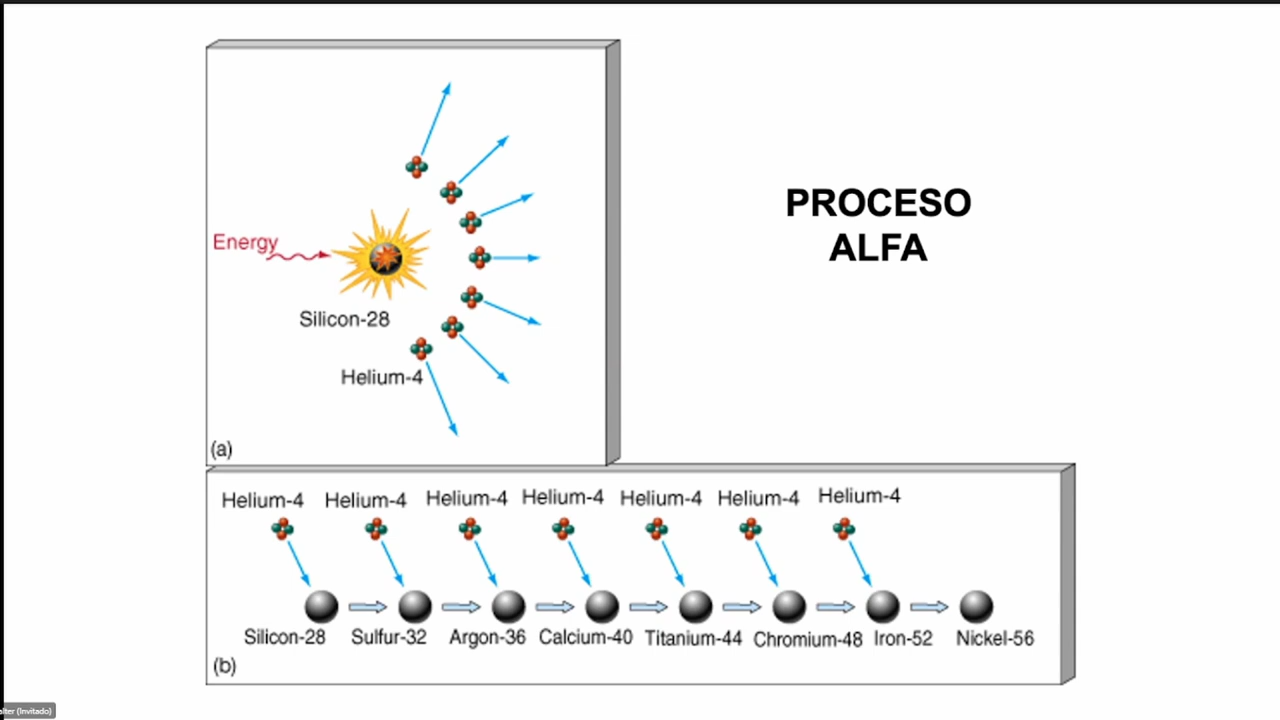 PROCESO
ALFA
Energy
Silicon-28
Helium-4
(a)
Helium-4 Helium-4 Helium-4 Helium-4 Helium-4 Helium-4 Helium-4
Silicon-28 Sulfur-32 Argon-36 Calcium-40 Titanium-44 Chromium-48 Iron-52 Nickel-56
(b)
(Invitado)